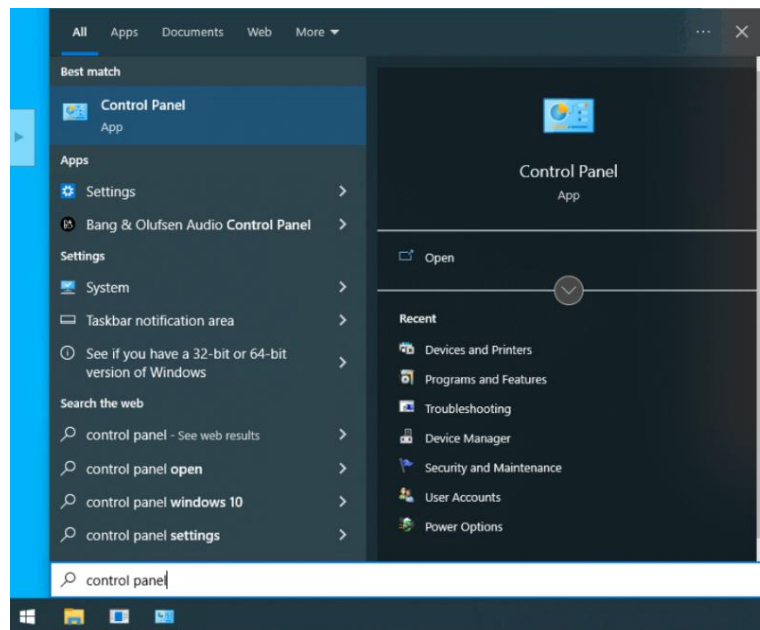 All Apps Documents Web More
Best match
Control Panel
App
Apps
Settings
Bang & Olufsen Audio Control Panel
Settings
System
Taskbar notification area
See if you have a 32-bit or 64-bit
version of Windows
Search the web
control panel - See web results
control panel open
control panel windows 10
control panel settings
control panel
Control Panel
App
Open
Recent
Devices and Printers
Programs and Features
Troubleshooting
Device Manager
Security and Maintenance
User Accounts
Power Options